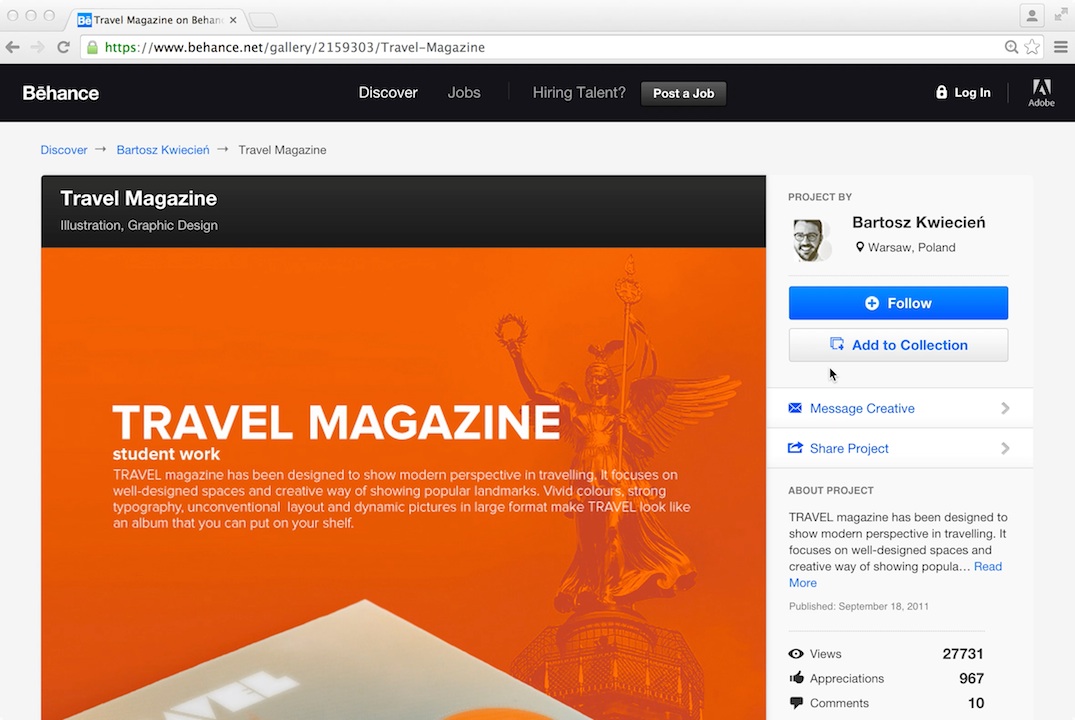 Travel Magazine on Behan
https://www.behance.net/gallery/2159303/Travel-Magazine
Bēhance
Discover
Jobs
Hiring Talent?
Post a Job
Log In
Adobe
Discover → Bartosz Kwiecień → Travel Magazine
Travel Magazine
Illustration, Graphic Design
TRAVEL MAGAZINE
student work
TRAVEL magazine has been designed to show modern perspective in travelling. It focuses on
well-designed spaces and creative way of showing popular landmarks. Vivid colours, strong
typography, unconventional layout and dynamic pictures in large format make TRAVEL look like
an album that you can put on your shelf.
PROJECT BY
Bartosz Kwiecień
Warsaw, Poland
Follow
Add to Collection
Message Creative
Share Project
ABOUT PROJECT
TRAVEL magazine has been designed to
show modern perspective in travelling. It
focuses on well-designed spaces and
creative way of showing popula... Read
More
Published: September 18, 2011
Views 27731
Appreciations 967
Comments 10